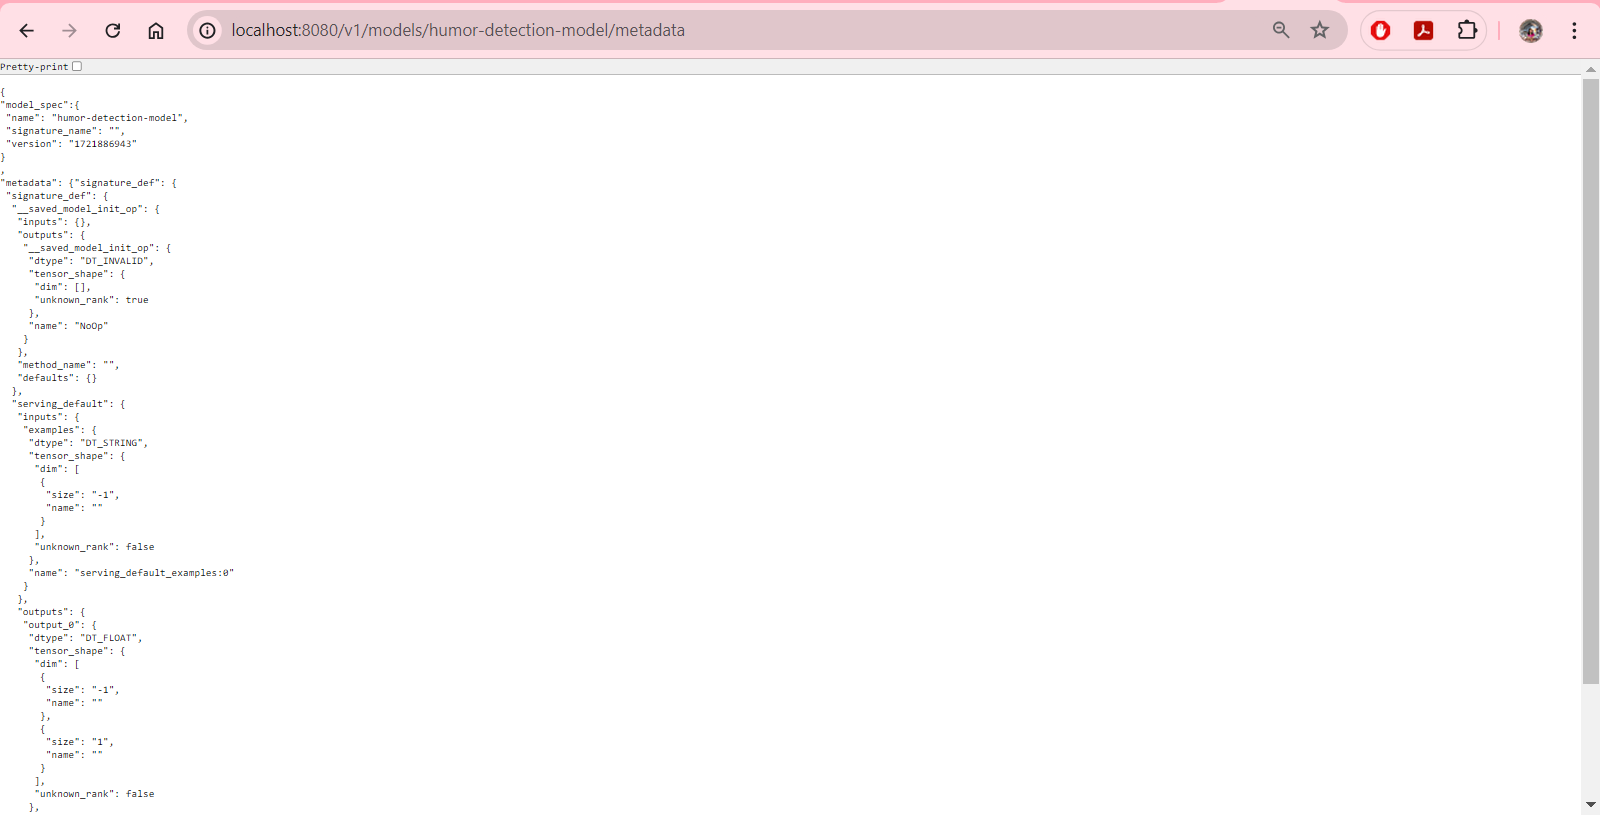 localhost:8080/v1/models/humor-detection-model/metadata
Pretty-print
{
"model_spec":{
 "name": "humor-detection-model",
 "signature_name": "",
 "version": "1721886943"
}
,
"metadata": {"signature_def": {
 "signature_def": {
  "__saved_model_init_op": {
   "inputs": {},
   "outputs": {
    "__saved_model_init_op": {
     "dtype": "DT_INVALID",
     "tensor_shape": {
      "dim": [],
      "unknown_rank": true
     },
     "name": "NoOp"
    }
   },
   "method_name": "",
   "defaults": {}
  },
  "serving_default": {
   "inputs": {
    "examples": {
     "dtype": "DT_STRING",
     "tensor_shape": {
      "dim": [
       {
        "size": "-1",
        "name": ""
       }
      ],
      "unknown_rank": false
     },
     "name": "serving_default_examples:0"
    }
   },
   "outputs": {
    "output_0": {
     "dtype": "DT_FLOAT",
     "tensor_shape": {
      "dim": [
       {
        "size": "-1",
        "name": ""
       },
       {
        "size": "1",
        "name": ""
       }
      ],
      "unknown_rank": false
     },